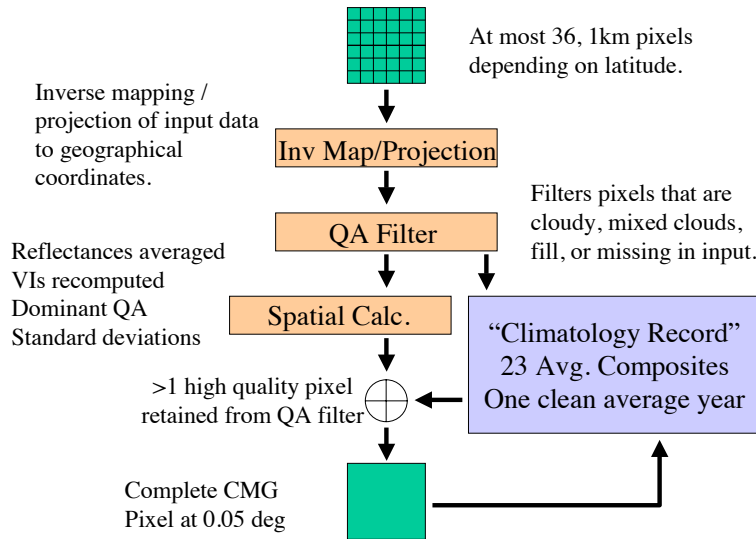 At most 36, 1km pixels
depending on latitude.
Inverse mapping /
projection of input data
to geographical
coordinates.
Inv Map/Projection
Filters pixels that are
cloudy, mixed clouds,
fill, or missing in input.
QA Filter
Reflectances averaged
VIs recomputed
Dominant QA
Standard deviations
Spatial Calc.
“Climatology Record”
23 Avg. Composites
One clean average year
>1 high quality pixel
retained from QA filter
Complete CMG
Pixel at 0.05 deg